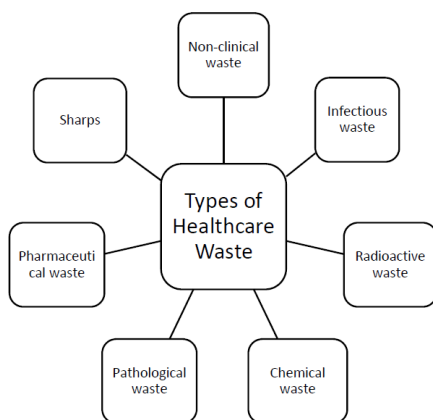 Non-clinical
waste
Sharps
Infectious
waste
Types of
Healthcare
Waste
Pharmaceuti
cal waste
Radioactive
waste
Pathological
waste
Chemical
waste